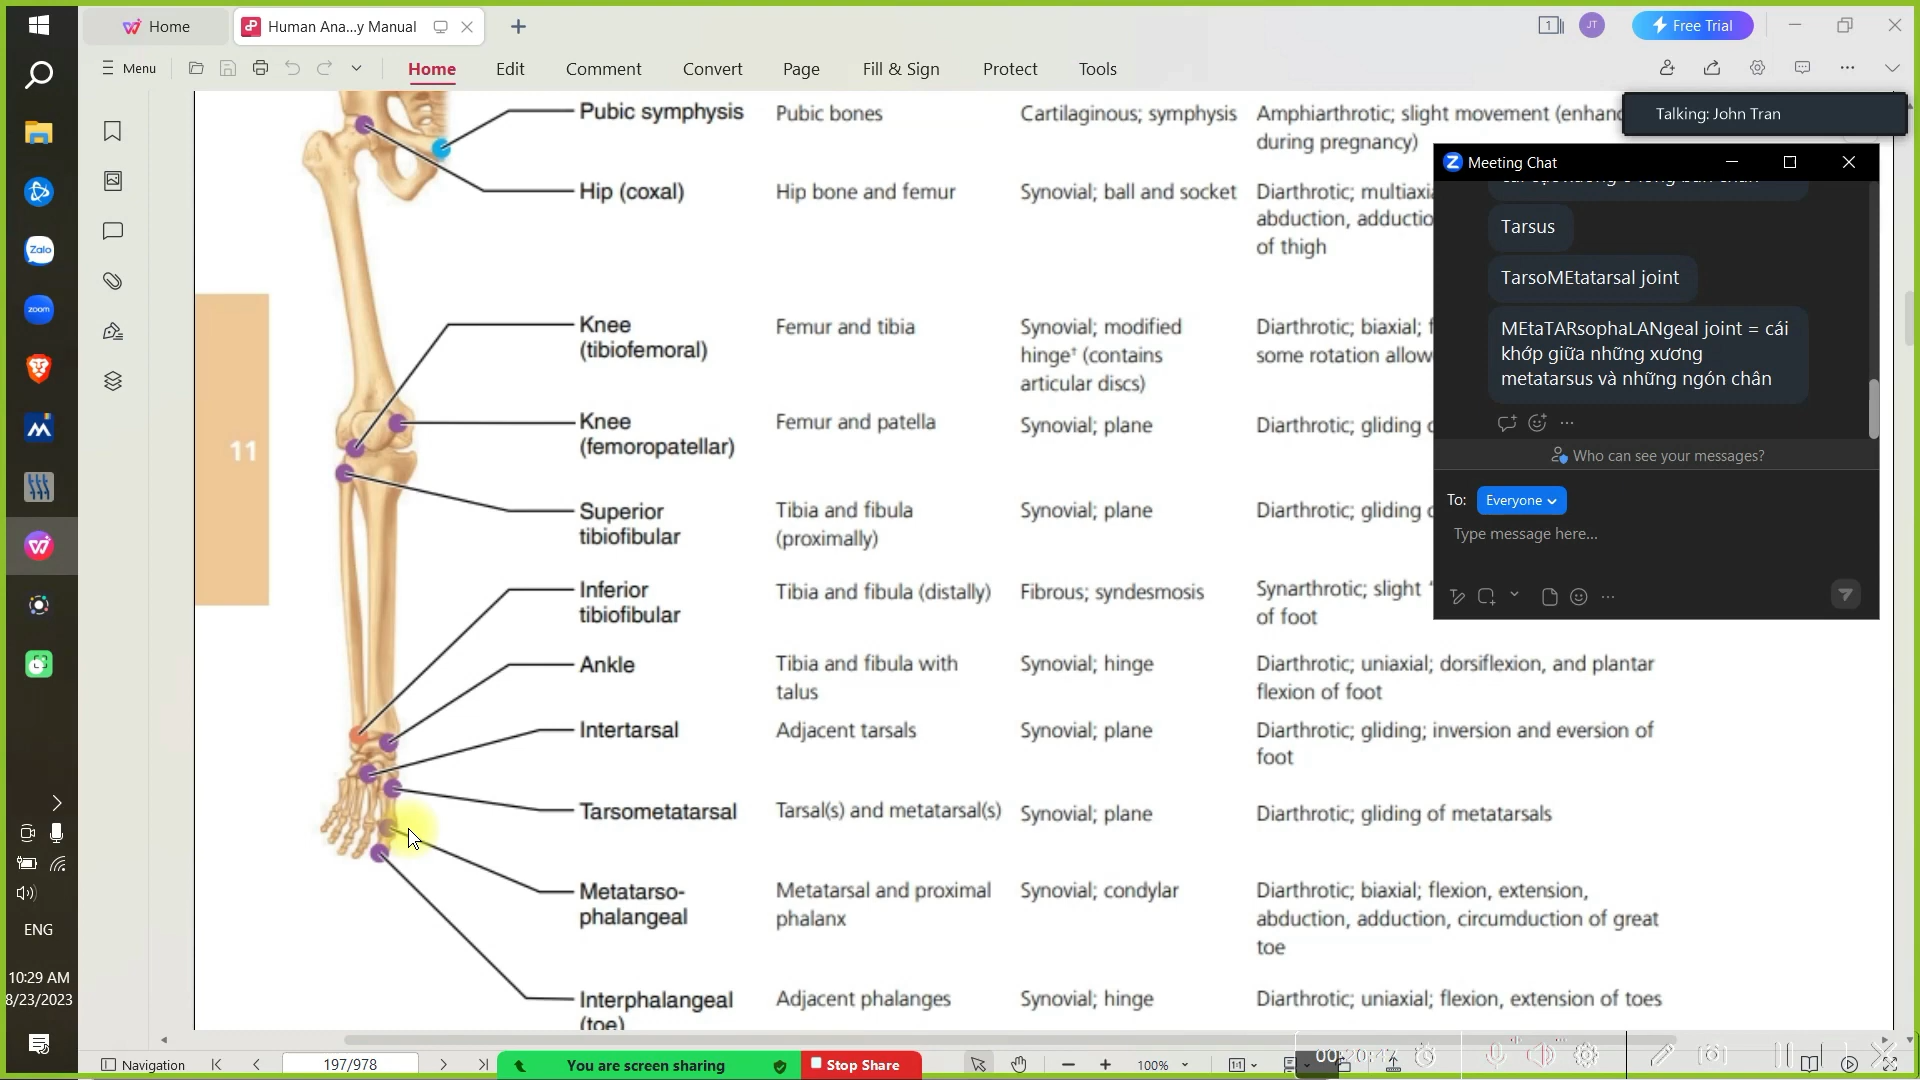 Home
Human Ana...y Manual
1
JT
Free Trial
Menu
Home
Edit
Comment
Convert
Page
Fill & Sign
Protect
Tools
Talking: John Tran
Pubic symphysis
Pubic bones
Cartilaginous; symphysis
Amphiarthrotic; slight movement (enhanc
during pregnancy)
Hip (coxal)
Hip bone and femur
Synovial; ball and socket
Diarthrotic; multiaxia
abduction, adductio
of thigh
11
Knee
(tibiofemoral)
Femur and tibia
Synovial; modified
hinge† (contains
articular discs)
Diarthrotic; biaxial; f
some rotation allow
Knee
(femoropatellar)
Femur and patella
Synovial; plane
Diarthrotic; gliding
Superior
tibiofibular
Tibia and fibula
(proximally)
Synovial; plane
Diarthrotic; gliding
Inferior
tibiofibular
Tibia and fibula (distally)
Fibrous; syndesmosis
Synarthrotic; slight
of foot
Ankle
Tibia and fibula with
talus
Synovial; hinge
Diarthrotic; uniaxial; dorsiflexion, and plantar
flexion of foot
Intertarsal
Adjacent tarsals
Synovial; plane
Diarthrotic; gliding; inversion and eversion of
foot
Tarsometatarsal
Tarsal(s) and metatarsal(s)
Synovial; plane
Diarthrotic; gliding of metatarsals
Metatarso-
phalangeal
Metatarsal and proximal
phalanx
Synovial; condylar
Diarthrotic; biaxial; flexion, extension,
abduction, adduction, circumduction of great
toe
Interphalangeal
(toe)
Adjacent phalanges
Synovial; hinge
Diarthrotic; uniaxial; flexion, extension of toes
Meeting Chat
Tarsus
TarsoMEtatarsal joint
MEtaTARsophaLANgeal joint = cái
khớp giữa những xương
metatarsus và những ngón chân
Who can see your messages?
To:
Everyone
Type message here...
Zalo
zoom
ENG
10:29 AM
8/23/2023
Navigation
197/978
You are screen sharing
Stop Share
100%